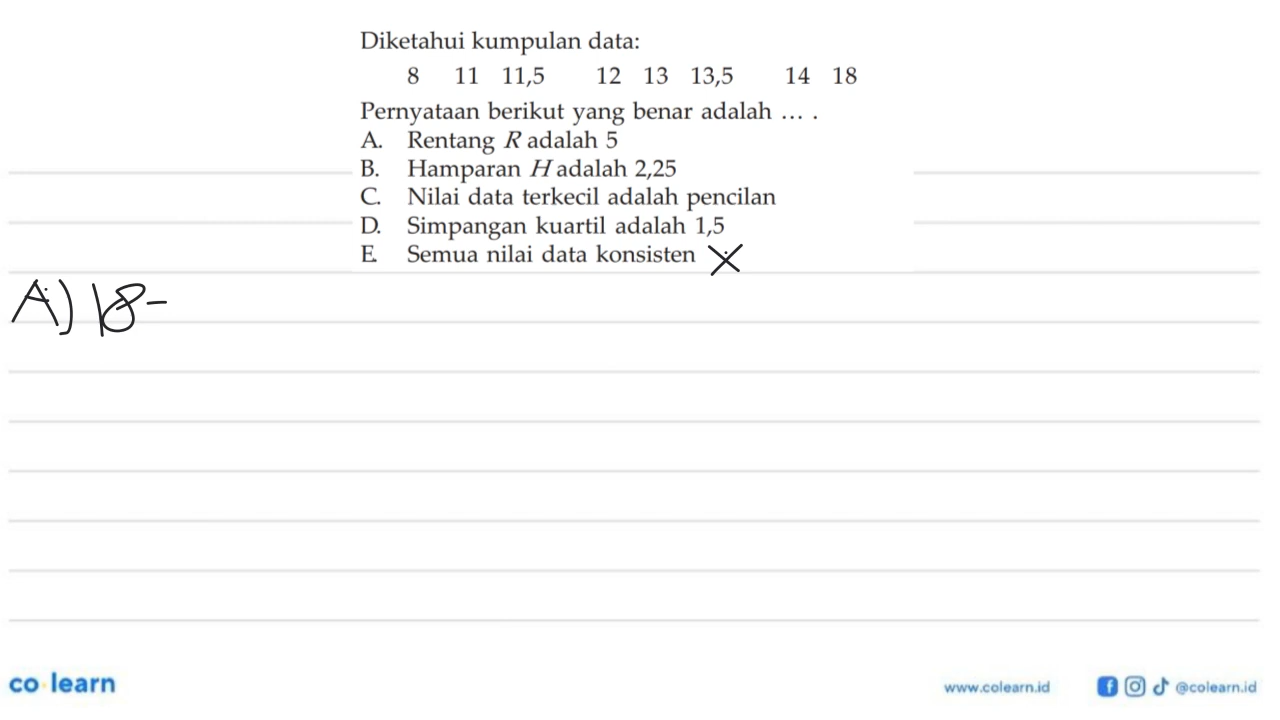 Diketahui kumpulan data:
8 11 11,5 12 13 13,5 14 18
Pernyataan berikut yang benar adalah ... .
A. Rentang R adalah 5
B. Hamparan H adalah 2,25
C. Nilai data terkecil adalah pencilan
D. Simpangan kuartil adalah 1,5
E. Semua nilai data konsisten X
A) 18-
co learn
www.colearn.id @colearn.id